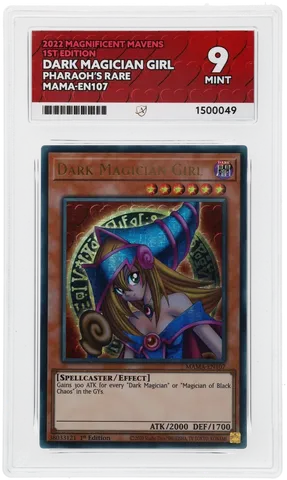 2022 MAGNIFICENT MAVENS
1ST EDITION
DARK MAGICIAN GIRL
PHARAOH'S RARE
MAMA-EN107
9
MINT
1500049
DARK MAGICIAN GIRL
MAMA-EN107
[SPELLCASTER/EFFECT]
Gains 300 ATK for every "Dark Magician" or "Magician of Black
Chaos" in the GYs.
ATK/2000 DEF/1700
1st Edition